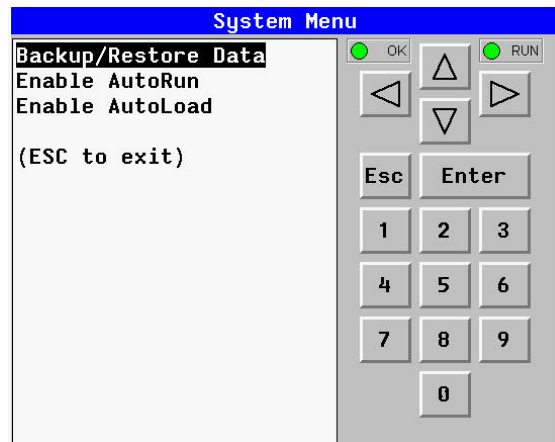 System Menu
Backup/Restore Data
Enable AutoRun
Enable AutoLoad
(ESC to exit)
OK
RUN
Esc
Enter
1 2 3
4 5 6
7 8 9
0